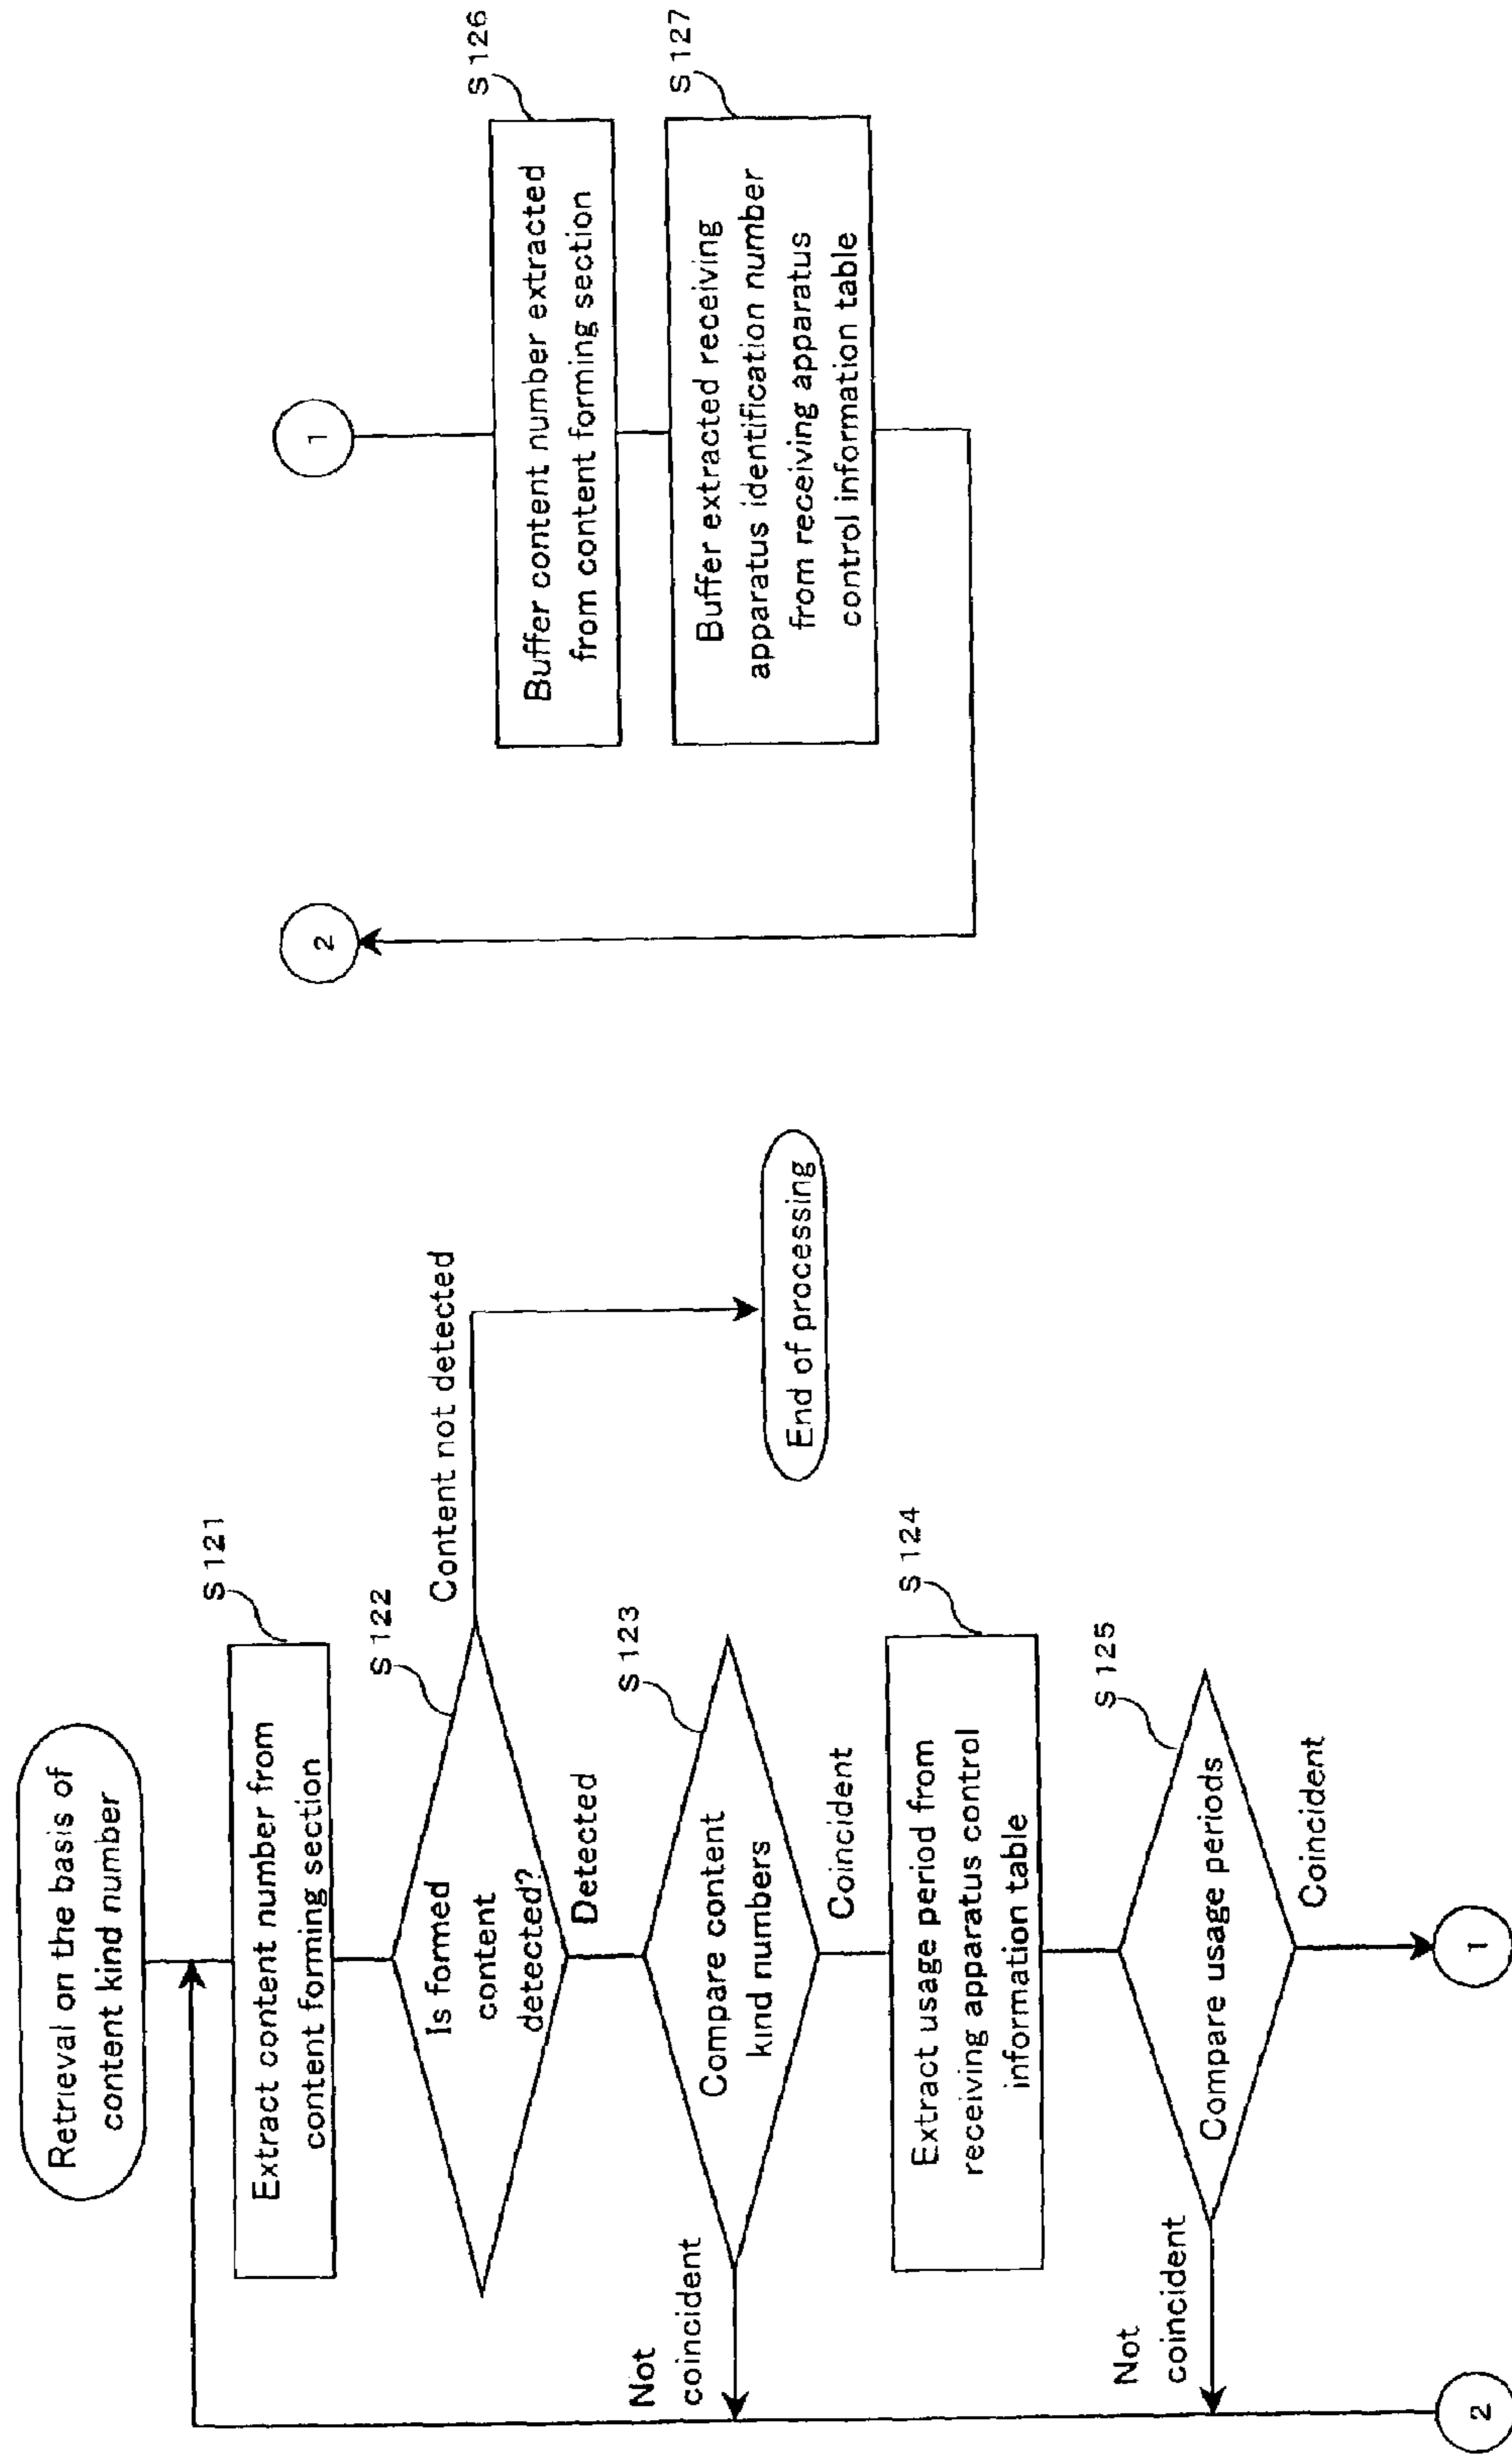 Retrieval on the basis of
content kind number
S121
Extract content number from
content forming section
S122
Is formed
content
detected?
Content not detected
End of processing
Detected
S123
Compare content
kind numbers
Not
coincident
Coincident
S124
Extract usage period from
receiving apparatus control
information table
S125
Compare usage periods
Not
coincident
Coincident
2
1
2
1
S126
Buffer content number extracted
from content forming section
S127
Buffer extracted receiving
apparatus identification number
from receiving apparatus
control information table